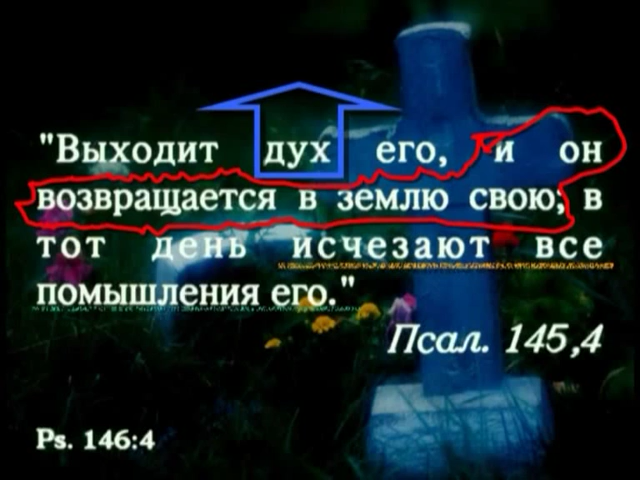 "Выходит дух его, и он
возвращается в землю свою; в
тот день исчезают все
помышления его."
Псал. 145,4
Ps. 146:4